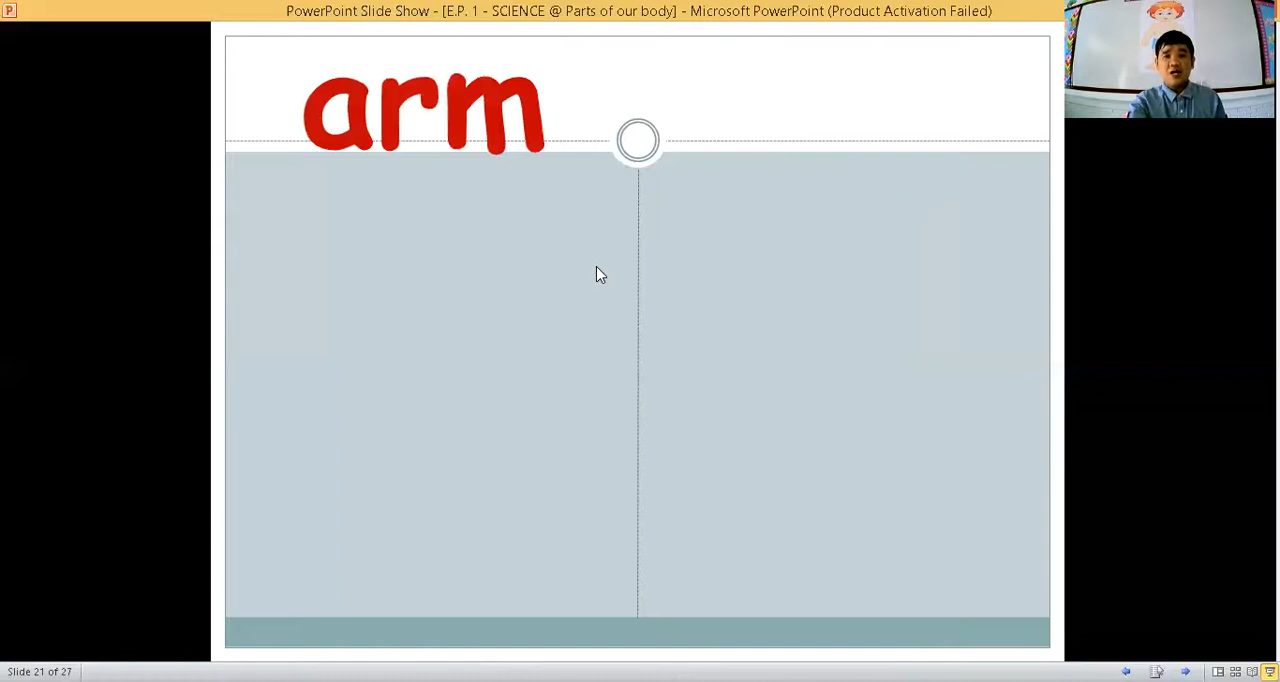 PowerPoint Slide Show - [E.P. 1 - SCIENCE @ Parts of our body] - Microsoft PowerPoint (Product Activation Failed)
arm
Slide 21 of 27